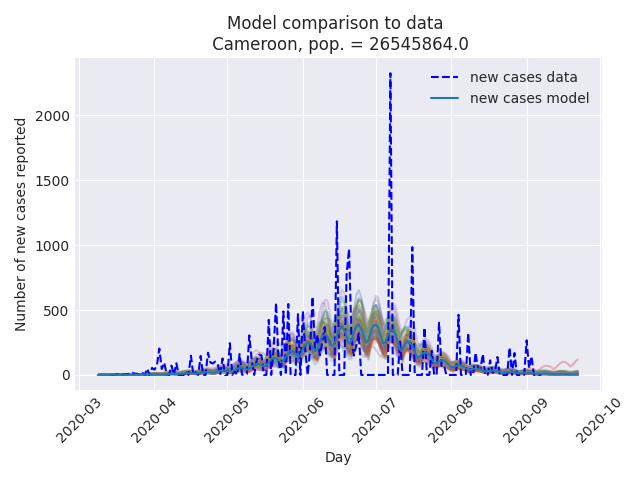 Model comparison to data
Cameroon, pop. = 26545864.0
new cases data
new cases model
Number of new cases reported
2000
1500
1000
500
0
2020-03
2020-04
2020-05
2020-06
2020-07
2020-08
2020-09
2020-10
Day